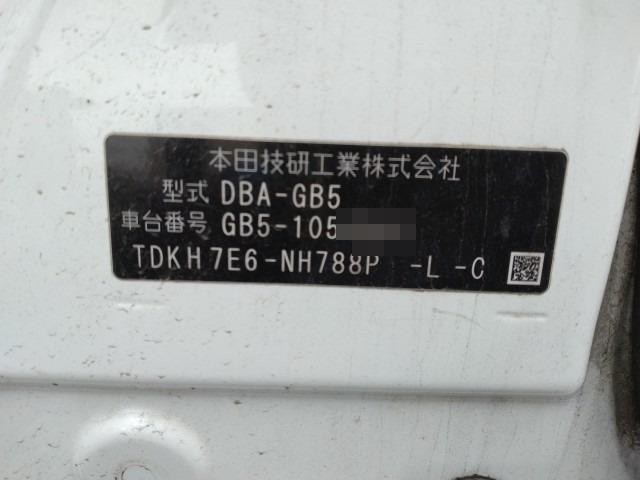 本田技研工業株式会社
型式 DBA-GB5
車台番号 GB5-105
TDKH7E6-NH788P -L -C